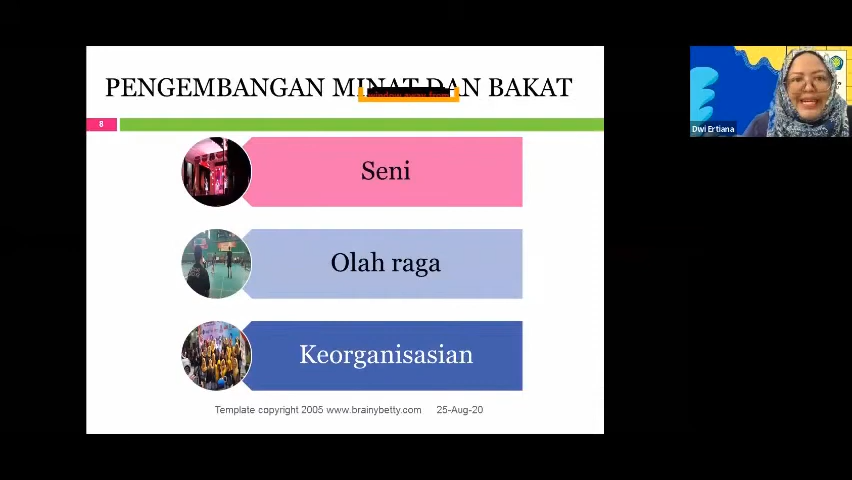 PENGEMBANGAN MINAT DAN BAKAT
8
Seni
Olah raga
Keorganisasian
Template copyright 2005 www.brainybetty.com 25-Aug-20
Dwi Ertiana